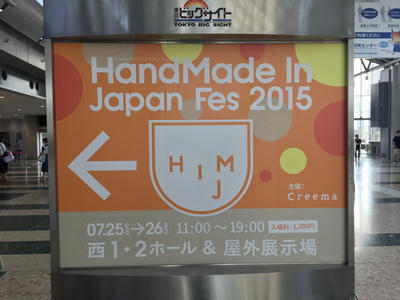 東京ビッグサイト
TOKYO BIG SIGHT
HandMade In
Japan Fes 2015
H I M
J
主催:
Creema
07.25→26 11:00〜19:00 入場料:1,200円
西1・2ホール & 屋外展示場